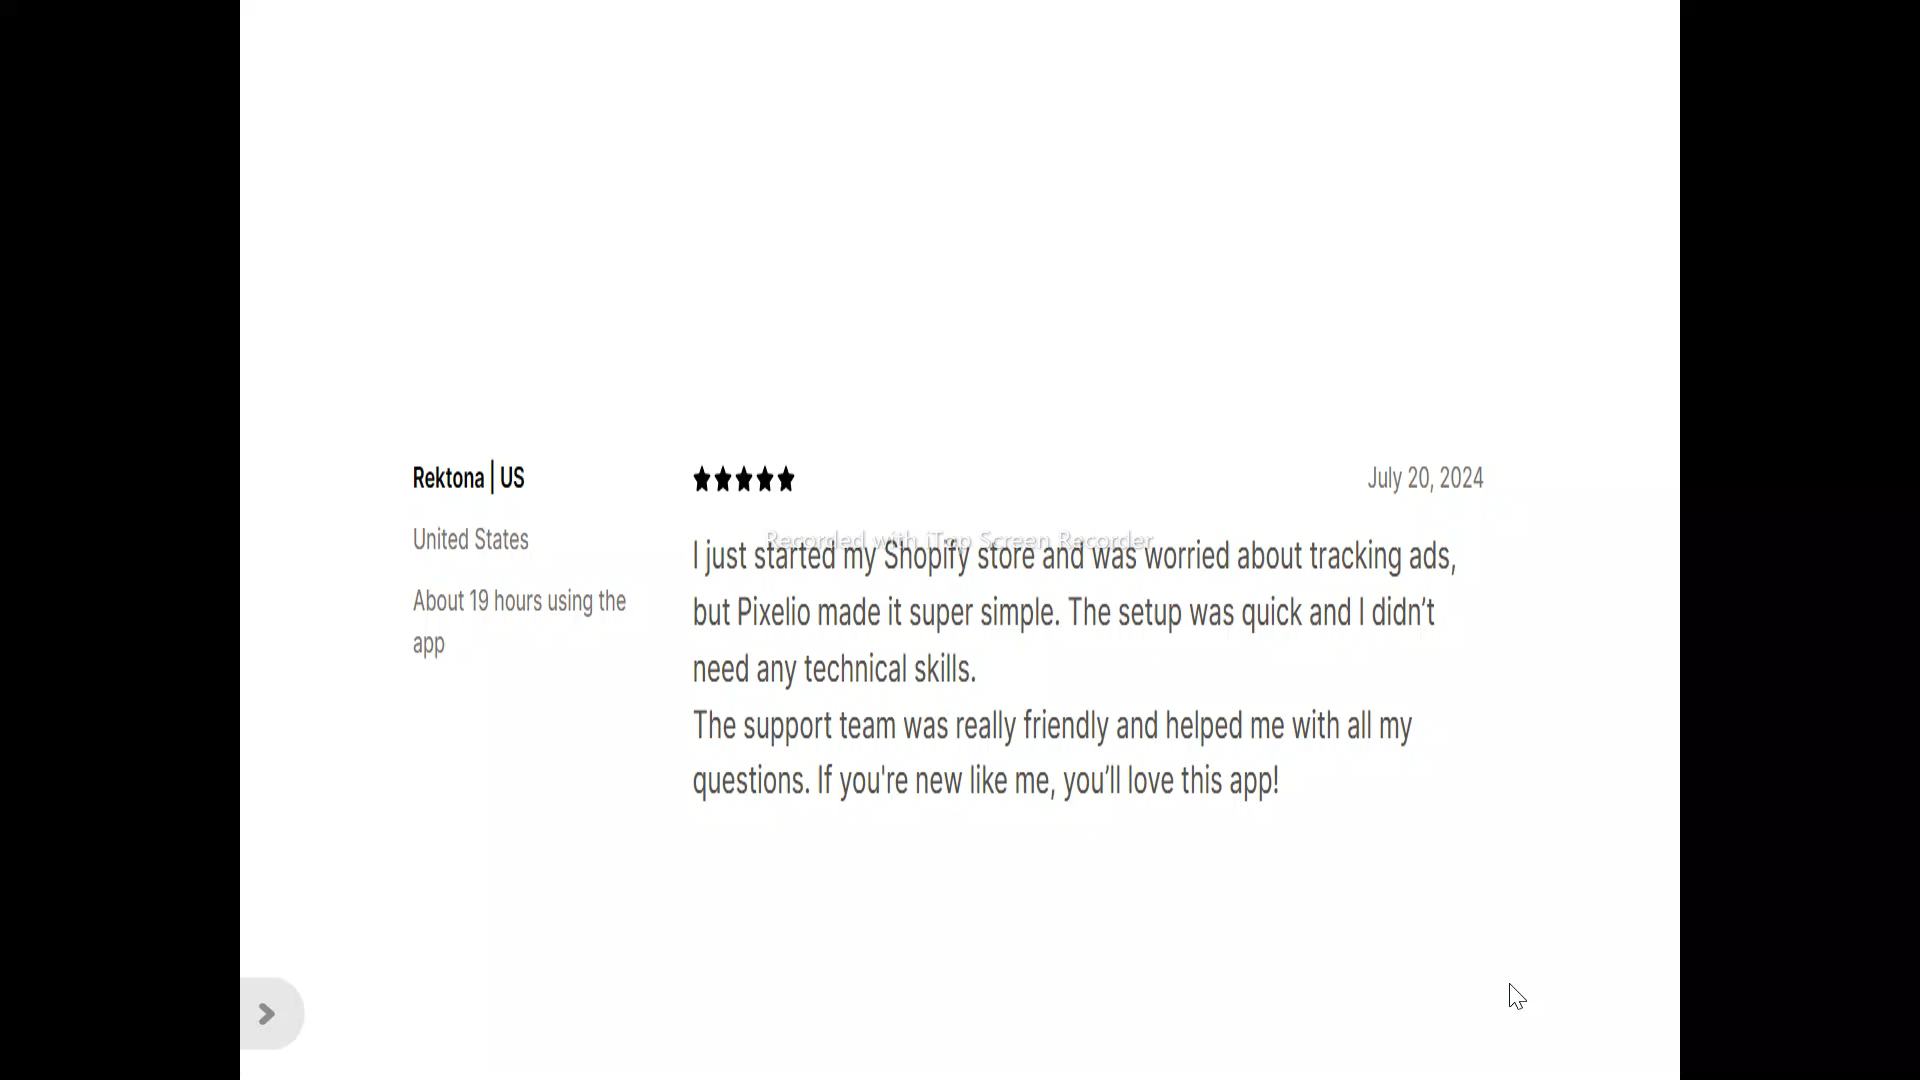 Rektona | US
July 20, 2024
United States
About 19 hours using the
app
Recorded with iTop Screen Recorder
I just started my Shopify store and was worried about tracking ads,
but Pixelio made it super simple. The setup was quick and I didn’t
need any technical skills.
The support team was really friendly and helped me with all my
questions. If you're new like me, you’ll love this app!